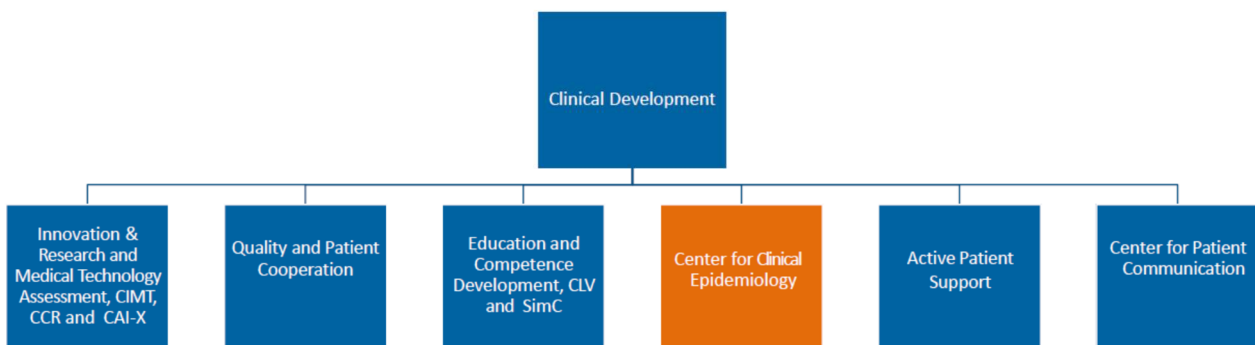 Clinical Development
Innovation &
Research and
Medical Technology
Assessment, CIMT,
CCR and CAI-X
Quality and Patient
Cooperation
Education and
Competence
Development, CLV
and SimC
Center for Clinical
Epidemiology
Active Patient
Support
Center for Patient
Communication